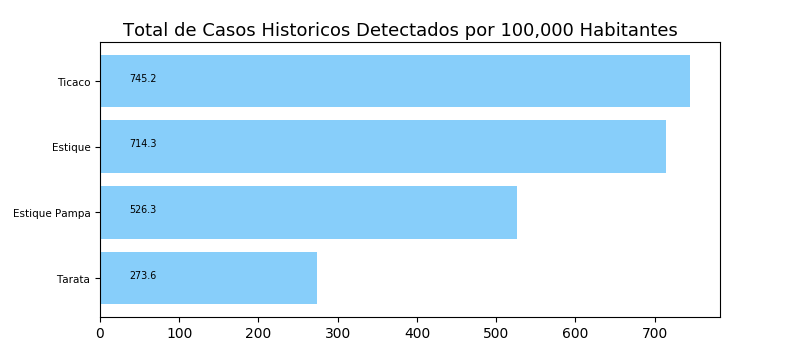 Total de Casos Historicos Detectados por 100,000 Habitantes
Ticaco 745.2
Estique 714.3
Estique Pampa 526.3
Tarata 273.6
0 100 200 300 400 500 600 700